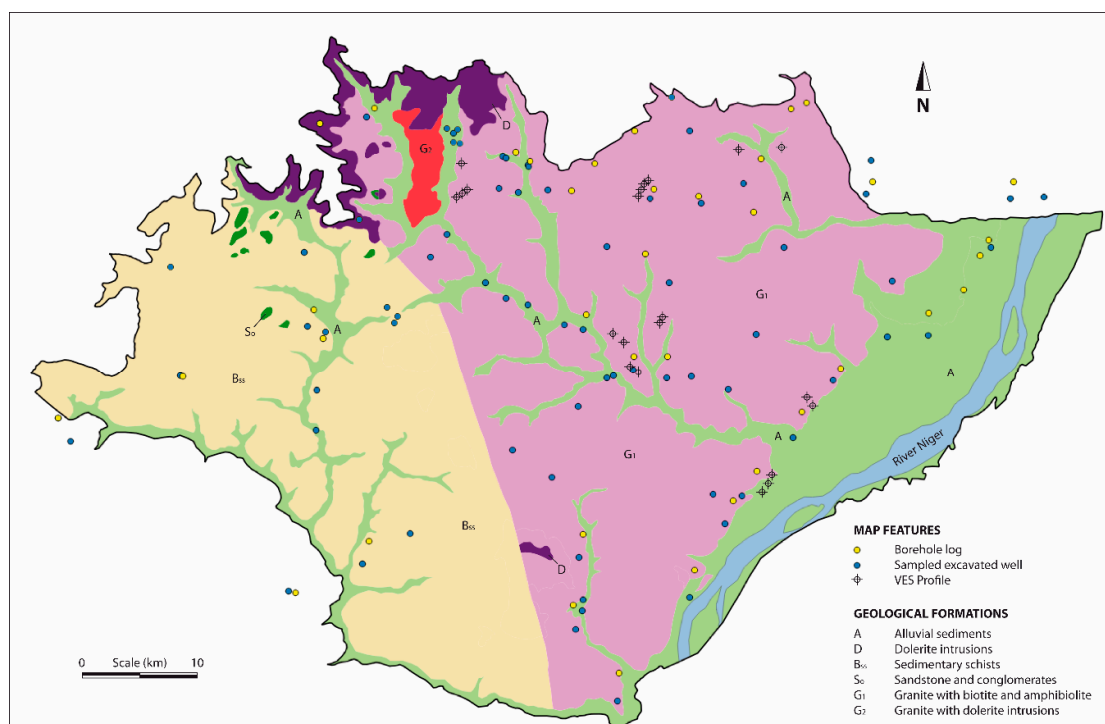 N
D
G₂
A
A
S₀
A
Bₛₛ
G₁
A
A
River Niger
G₁
A
Bₛₛ
D
MAP FEATURES
Borehole log
Sampled excavated well
VES Profile
GEOLOGICAL FORMATIONS
A Alluvial sediments
D Dolerite intrusions
Bₛₛ Sedimentary schists
S₀ Sandstone and conglomerates
G₁ Granite with biotite and amphibiolite
G₂ Granite with dolerite intrusions
0 Scale (km) 10